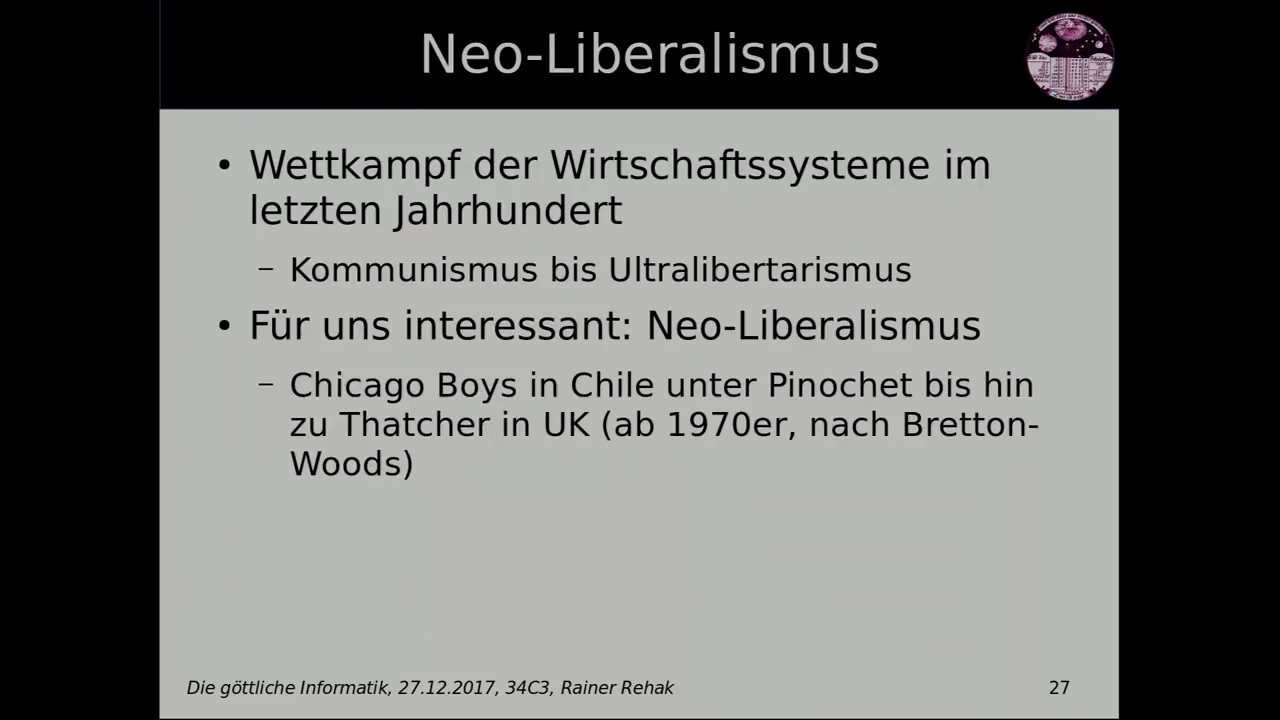 Neo-Liberalismus
• Wettkampf der Wirtschaftssysteme im
letzten Jahrhundert
– Kommunismus bis Ultralibertarismus
• Für uns interessant: Neo-Liberalismus
– Chicago Boys in Chile unter Pinochet bis hin
zu Thatcher in UK (ab 1970er, nach Bretton-
Woods)
Die göttliche Informatik, 27.12.2017, 34C3, Rainer Rehak
27